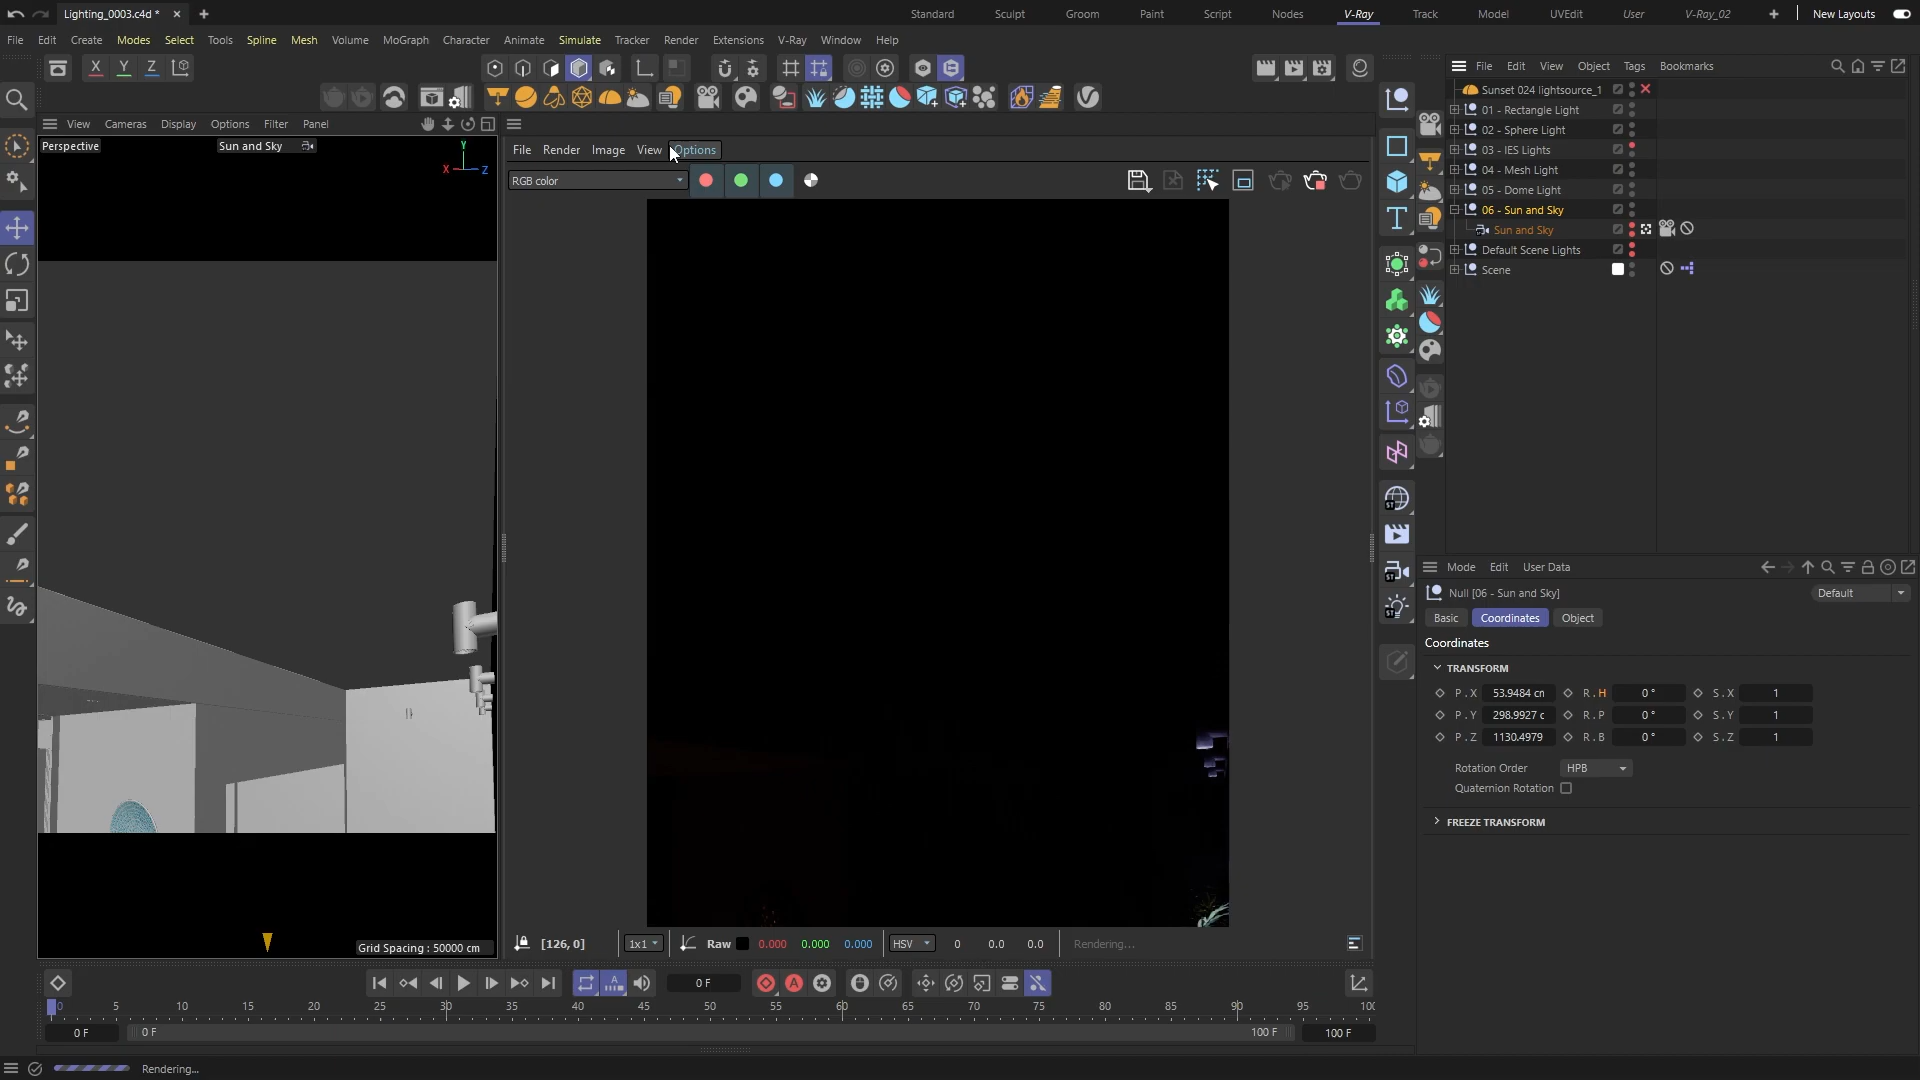 Lighting_0003.c4d *
Standard
Sculpt
Groom
Paint
Script
Nodes
V-Ray
Track
Model
UVEdit
User
V-Ray_02
New Layouts
File Edit Create Modes Select Tools Spline Mesh Volume MoGraph Character Animate Simulate Tracker Render Extensions V-Ray Window Help
X Y Z
File Edit View Object Tags Bookmarks
Sunset 024 lightsource_1
01 - Rectangle Light
02 - Sphere Light
03 - IES Lights
04 - Mesh Light
05 - Dome Light
06 - Sun and Sky
Sun and Sky
Default Scene Lights
Scene
View Cameras Display Options Filter Panel
Perspective
Sun and Sky
Y
X
Z
Grid Spacing : 50000 cm
File Render Image View Options
RGB color
[126, 0]
1x1
Raw
0.000
0.000
0.000
HSV
0
0.0
0.0
Rendering...
ST
ST
ST
Mode Edit User Data
Null [06 - Sun and Sky]
Default
Basic
Coordinates
Object
Coordinates
TRANSFORM
P . X 53.9484 cn R . H 0° S . X 1
P . Y 298.9927 c R . P 0° S . Y 1
P . Z 1130.4979 R . B 0° S . Z 1
Rotation Order HPB
Quaternion Rotation
FREEZE TRANSFORM
0 F
0 5 10 15 20 25 30 35 40 45 50 55 60 65 70 75 80 85 90 95 100
0 F
0 F
100 F
100 F
Rendering...